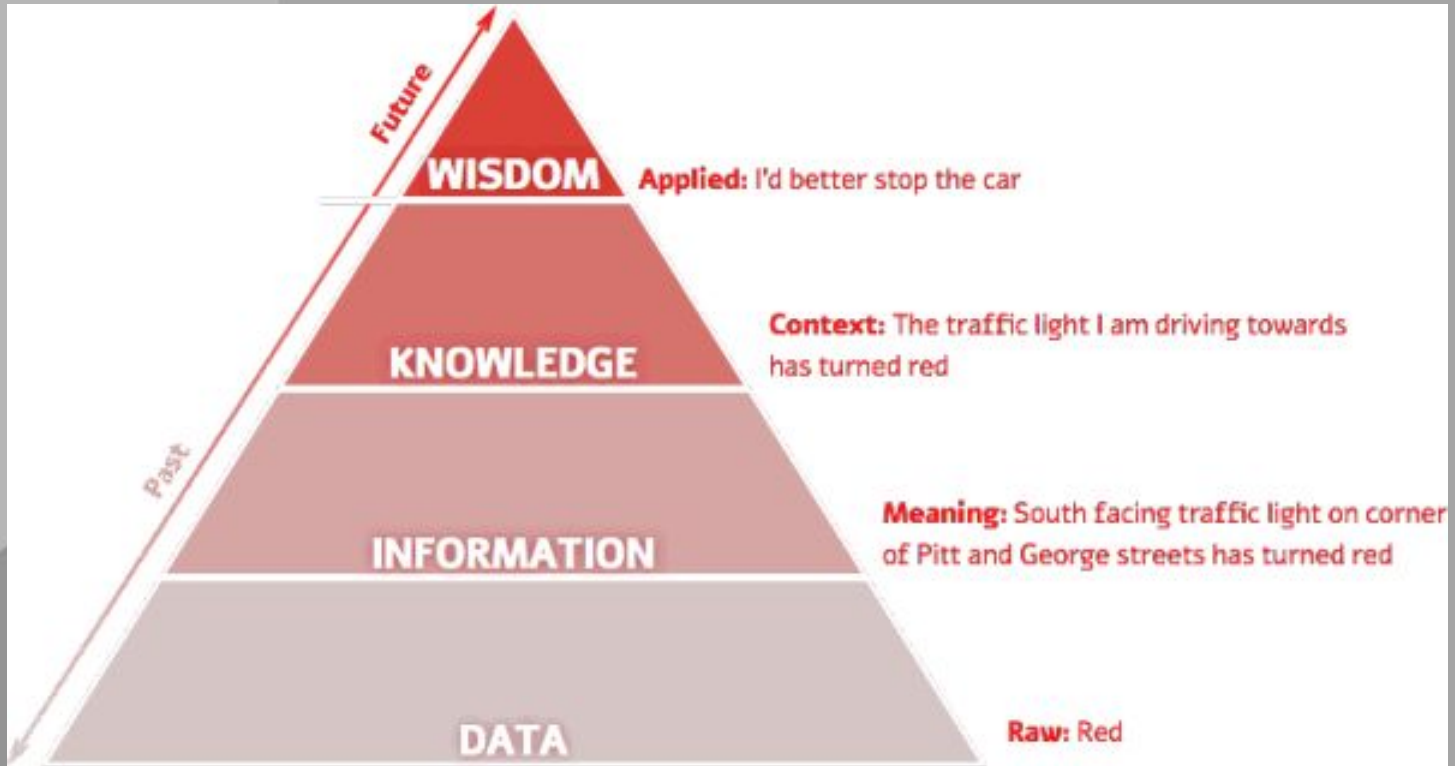 Future
WISDOM
Applied: I'd better stop the car
Context: The traffic light I am driving towards
has turned red
KNOWLEDGE
Past
Meaning: South facing traffic light on corner
of Pitt and George streets has turned red
INFORMATION
Raw: Red
DATA